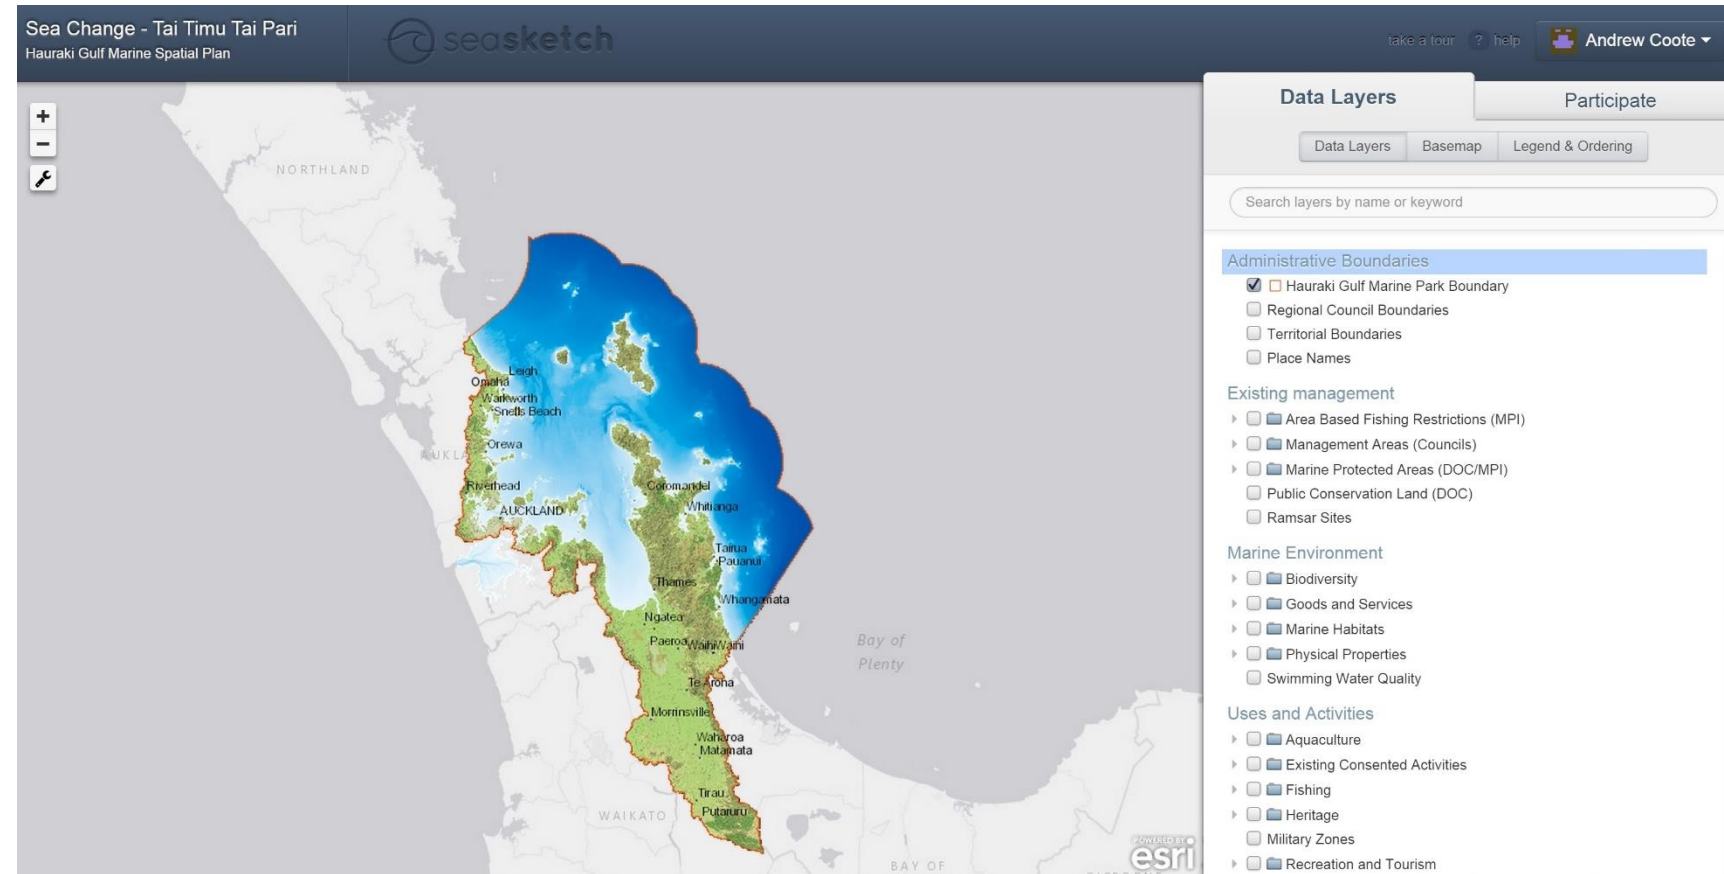 Sea Change - Tai Timu Tai Pari
Hauraki Gulf Marine Spatial Plan
seasketch
take a tour ? help
Andrew Coote
+
−
NORTHLAND
Leigh
Omaha
Warkworth
Snells Beach
Orewa
Riverhead
AUCKLAND
Coromandel
Whitianga
Tairua
Pauanui
Thames
Whangamata
Ngatea
Paeroa
Waihi
Te Aroha
Morrinsville
Waharoa
Matamata
Tirau
Putaruru
Bay of
Plenty
WAIKATO
BAY OF
POWERED BY
esri
Data Layers
Participate
Data Layers
Basemap
Legend & Ordering
Search layers by name or keyword
Administrative Boundaries
Hauraki Gulf Marine Park Boundary
Regional Council Boundaries
Territorial Boundaries
Place Names
Existing management
Area Based Fishing Restrictions (MPI)
Management Areas (Councils)
Marine Protected Areas (DOC/MPI)
Public Conservation Land (DOC)
Ramsar Sites
Marine Environment
Biodiversity
Goods and Services
Marine Habitats
Physical Properties
Swimming Water Quality
Uses and Activities
Aquaculture
Existing Consented Activities
Fishing
Heritage
Military Zones
Recreation and Tourism